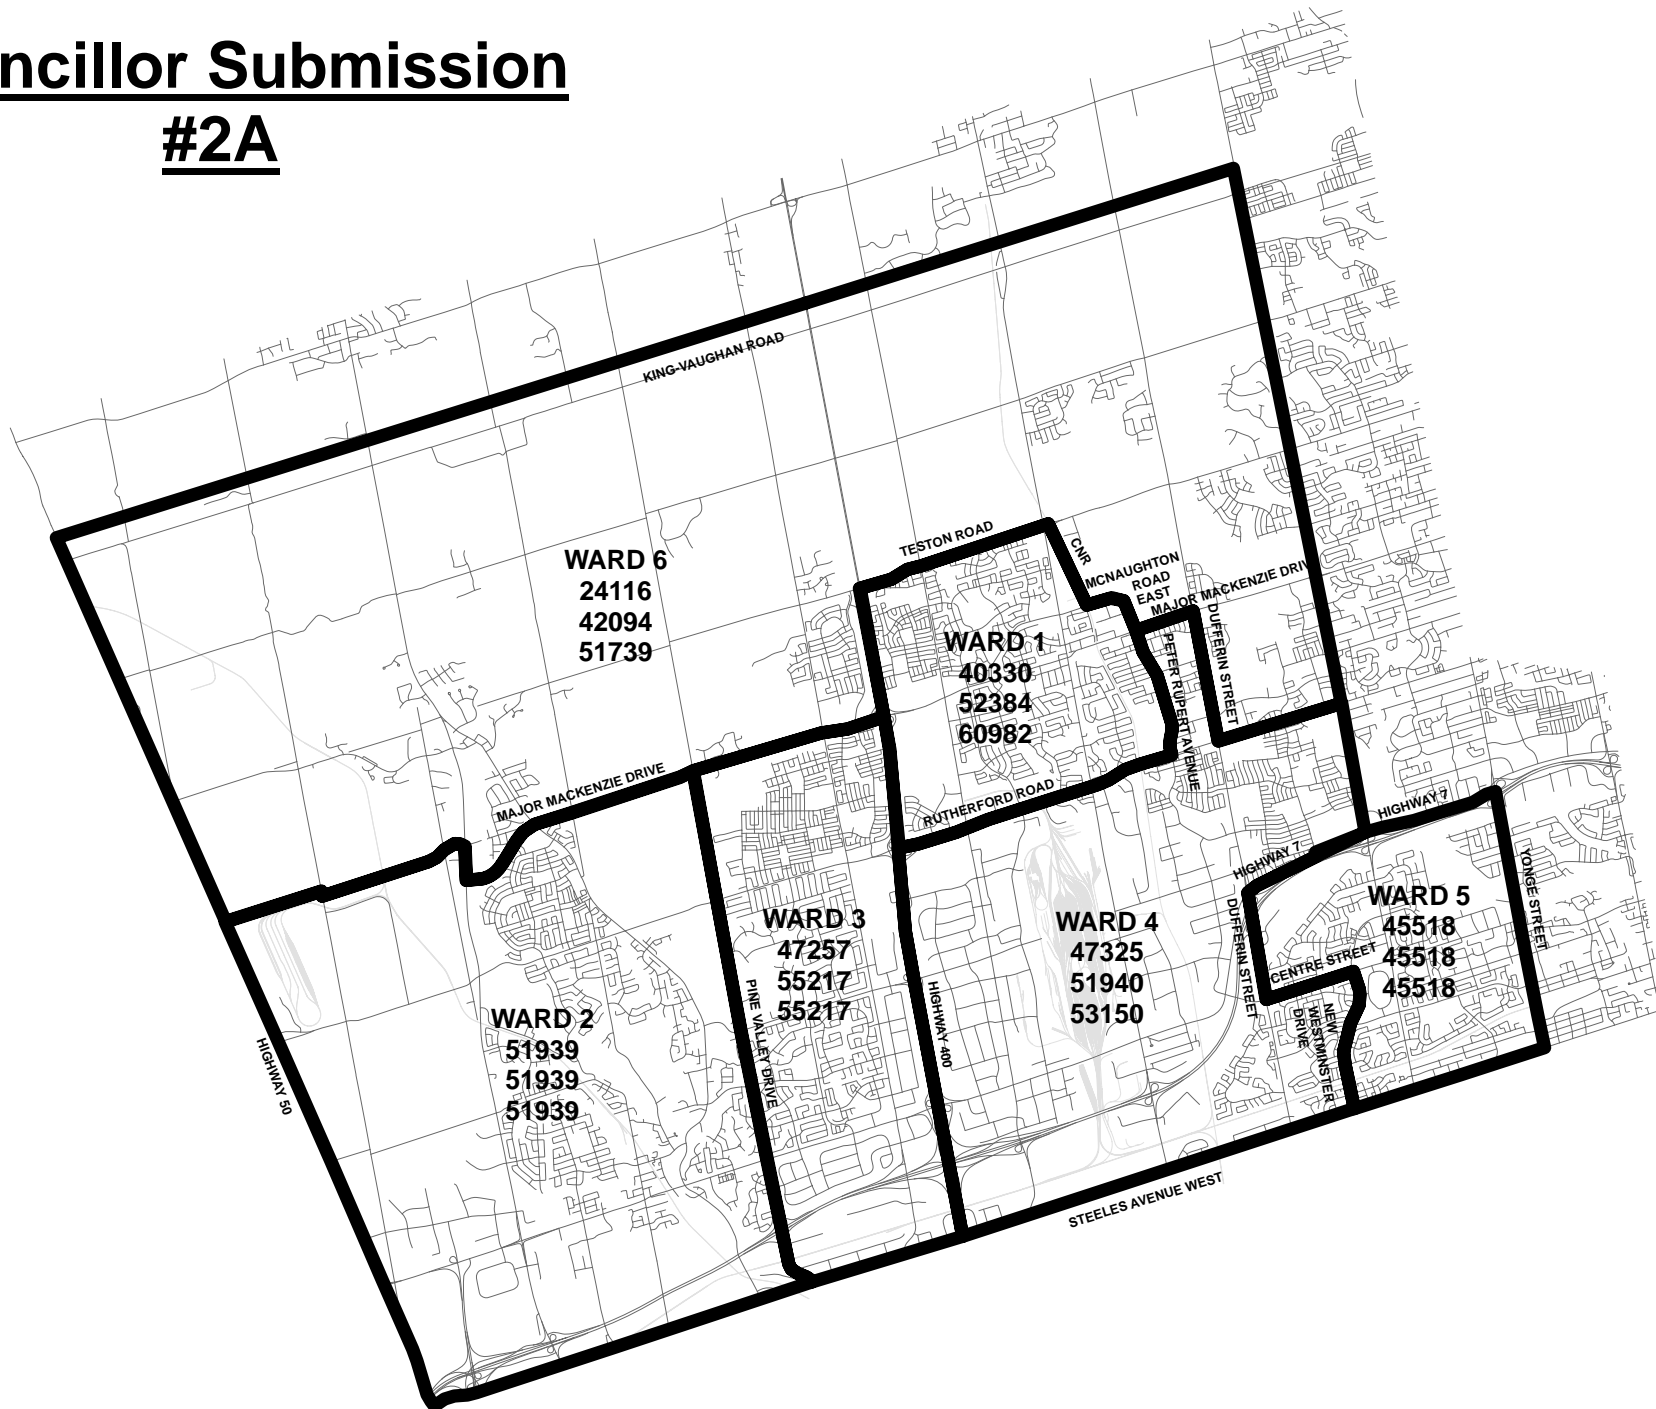 ncillor Submission
#2A
KING-VAUGHAN ROAD
TESTON ROAD
CNR
MCNAUGHTON
ROAD
EAST
MAJOR MACKENZIE DRIV
WARD 6
24116
42094
51739
WARD 1
40330
52384
60982
PETER RUPERT AVENUE
DUFFERIN STREET
MAJOR MACKENZIE DRIVE
RUTHERFORD ROAD
HIGHWAY 7
HIGHWAY 7
YONGE STREET
WARD 5
45518
45518
45518
DUFFERIN STREET
CENTRE STREET
NEW
WESTMINSTER
DRIVE
WARD 3
47257
55217
55217
WARD 4
47325
51940
53150
PINE VALLEY DRIVE
HIGHWAY 400
WARD 2
51939
51939
51939
HIGHWAY 50
STEELES AVENUE WEST